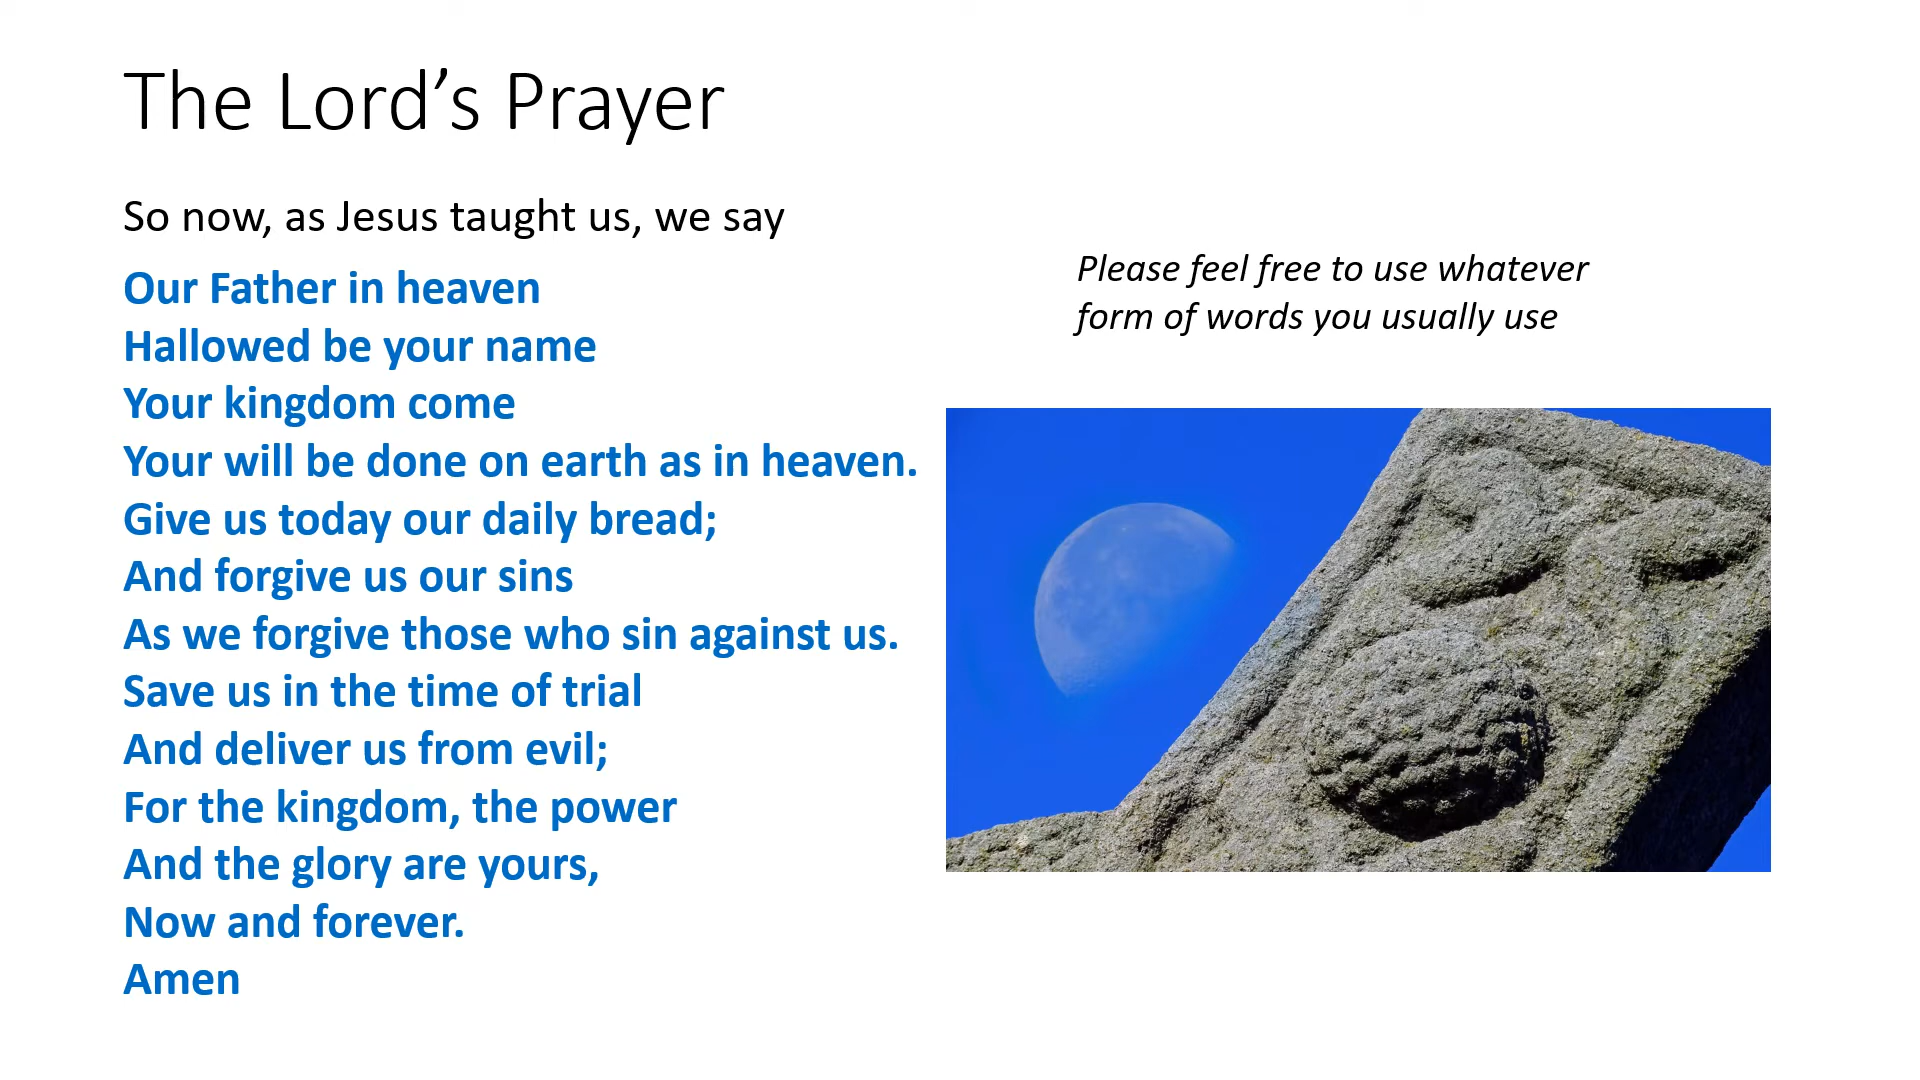 The Lord’s Prayer
So now, as Jesus taught us, we say
Our Father in heaven
Hallowed be your name
Your kingdom come
Your will be done on earth as in heaven.
Give us today our daily bread;
And forgive us our sins
As we forgive those who sin against us.
Save us in the time of trial
And deliver us from evil;
For the kingdom, the power
And the glory are yours,
Now and forever.
Amen
Please feel free to use whatever
form of words you usually use